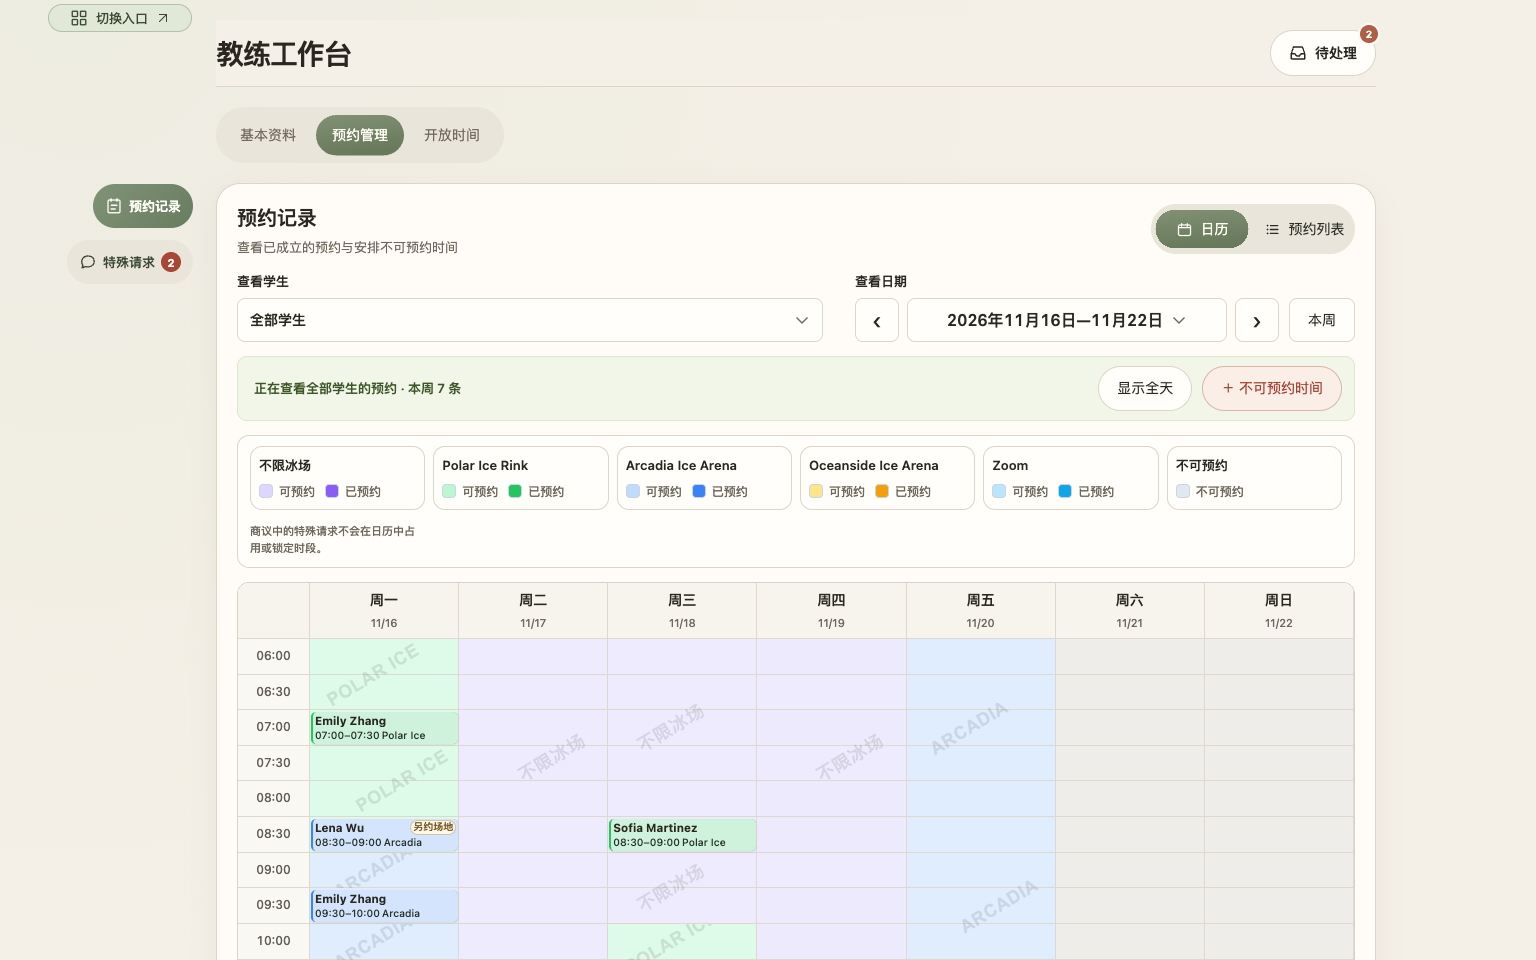 切换入口
教练工作台
待处理
2
基本资料
预约管理
开放时间
预约记录
特殊请求 2
预约记录
查看已成立的预约与安排不可预约时间
日历
预约列表
查看学生
查看日期
全部学生
‹
2026年11月16日—11月22日
›
本周
正在查看全部学生的预约 · 本周 7 条
显示全天
+ 不可预约时间
不限冰场
可预约 已预约
Polar Ice Rink
可预约 已预约
Arcadia Ice Arena
可预约 已预约
Oceanside Ice Arena
可预约 已预约
Zoom
可预约 已预约
不可预约
不可预约
商议中的特殊请求不会在日历中占
用或锁定时段。
周一 周二 周三 周四 周五 周六 周日
11/16 11/17 11/18 11/19 11/20 11/21 11/22
06:00
POLAR ICE
06:30
07:00
Emily Zhang
07:00–07:30 Polar Ice
不限冰场
ARCADIA
07:30
POLAR ICE
不限冰场
不限冰场
08:00
08:30
Lena Wu
另约场地
08:30–09:00 Arcadia
Sofia Martinez
08:30–09:00 Polar Ice
09:00
ARCADIA
不限冰场
09:30
Emily Zhang
09:30–10:00 Arcadia
ARCADIA
10:00
ARCADIA
POLAR ICE